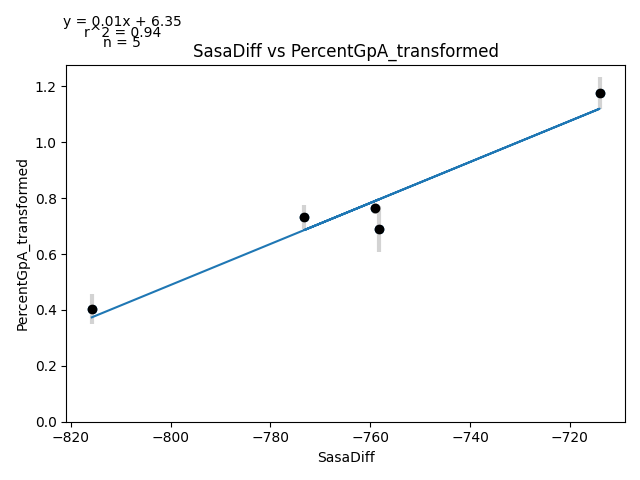 y = 0.01x + 6.35
r^2 = 0.94
n = 5
SasaDiff vs PercentGpA_transformed
1.2
1.0
0.8
0.6
0.4
0.2
0.0
PercentGpA_transformed
−820 −800 −780 −760 −740 −720
SasaDiff